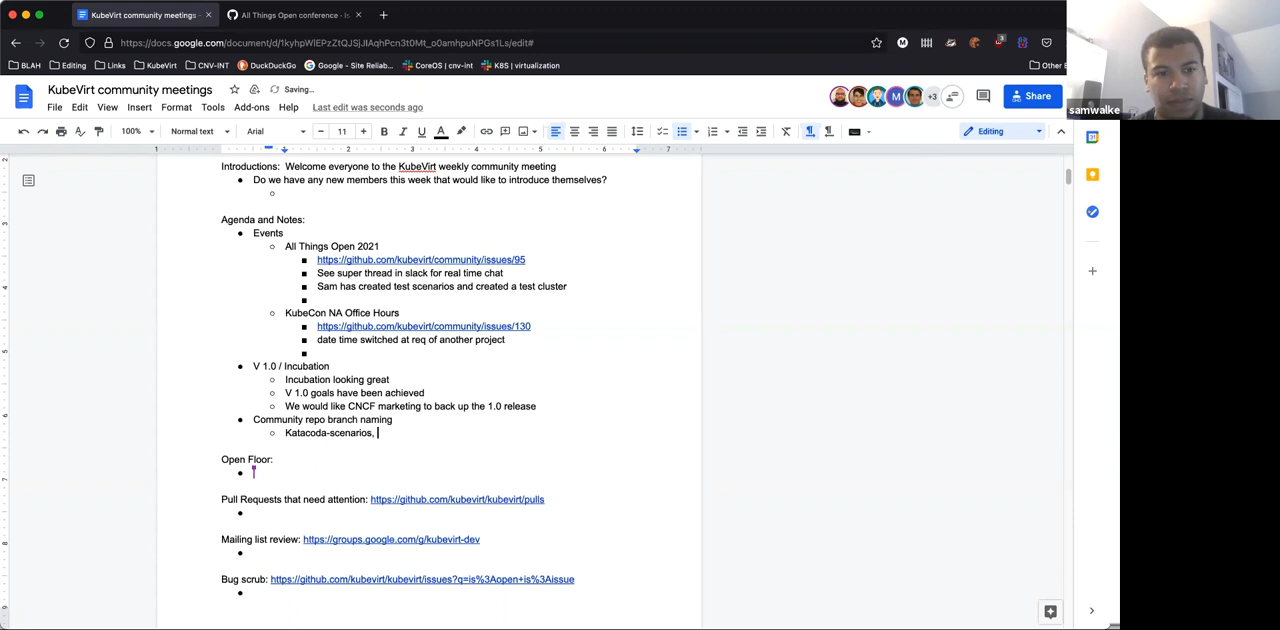 KubeVirt community meetings -
All Things Open conference - Is
https://docs.google.com/document/d/1kyhpWlEPzZtQJSjJIAqhPcn3t0Mt_o0amhpuNPGs1Ls/edit#
BLAH Editing Links KubeVirt CNV-INT DuckDuckGo Google - Site Reliab... CoreOS | cnv-int K8S | virtualization Other B
KubeVirt community meetings Saving...
File Edit View Insert Format Tools Add-ons Help Last edit was seconds ago
+3 Share
samwalke
100% Normal text Arial 11 Editing
Introductions: Welcome everyone to the KubeVirt weekly community meeting
Do we have any new members this week that would like to introduce themselves?
Agenda and Notes:
Events
All Things Open 2021
https://github.com/kubevirt/community/issues/95
See super thread in slack for real time chat
Sam has created test scenarios and created a test cluster
KubeCon NA Office Hours
https://github.com/kubevirt/community/issues/130
date time switched at req of another project
V 1.0 / Incubation
Incubation looking great
V 1.0 goals have been achieved
We would like CNCF marketing to back up the 1.0 release
Community repo branch naming
Katacoda-scenarios,
Open Floor:
Pull Requests that need attention: https://github.com/kubevirt/kubevirt/pulls
Mailing list review: https://groups.google.com/g/kubevirt-dev
Bug scrub: https://github.com/kubevirt/kubevirt/issues?q=is%3Aopen+is%3Aissue